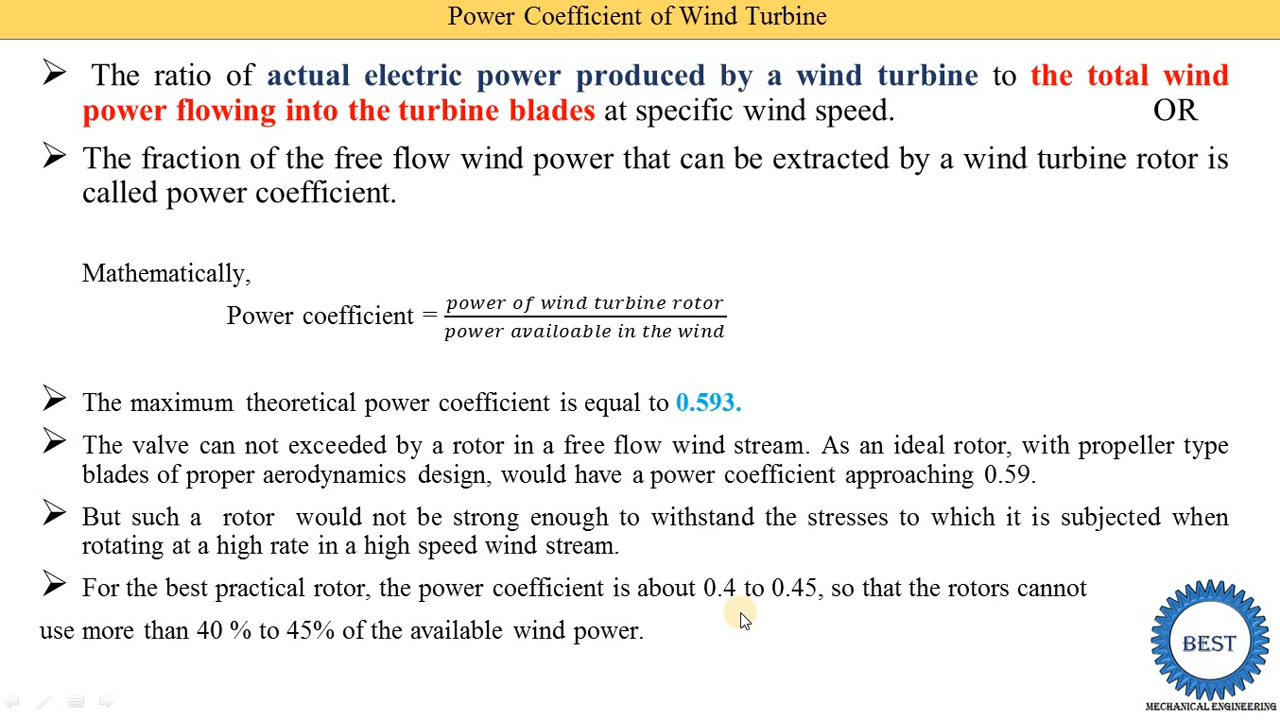 Power Coefficient of Wind Turbine
➢ The ratio of actual electric power produced by a wind turbine to the total wind
power flowing into the turbine blades at specific wind speed. OR
➢ The fraction of the free flow wind power that can be extracted by a wind turbine rotor is
called power coefficient.
Mathematically,
power of wind turbine rotor
Power coefficient =
power availoable in the wind
➢ The maximum theoretical power coefficient is equal to 0.593.
➢ The valve can not exceeded by a rotor in a free flow wind stream. As an ideal rotor, with propeller type
blades of proper aerodynamics design, would have a power coefficient approaching 0.59.
➢ But such a rotor would not be strong enough to withstand the stresses to which it is subjected when
rotating at a high rate in a high speed wind stream.
➢ For the best practical rotor, the power coefficient is about 0.4 to 0.45, so that the rotors cannot
use more than 40 % to 45% of the available wind power.
BEST
MECHANICAL ENGINEERING